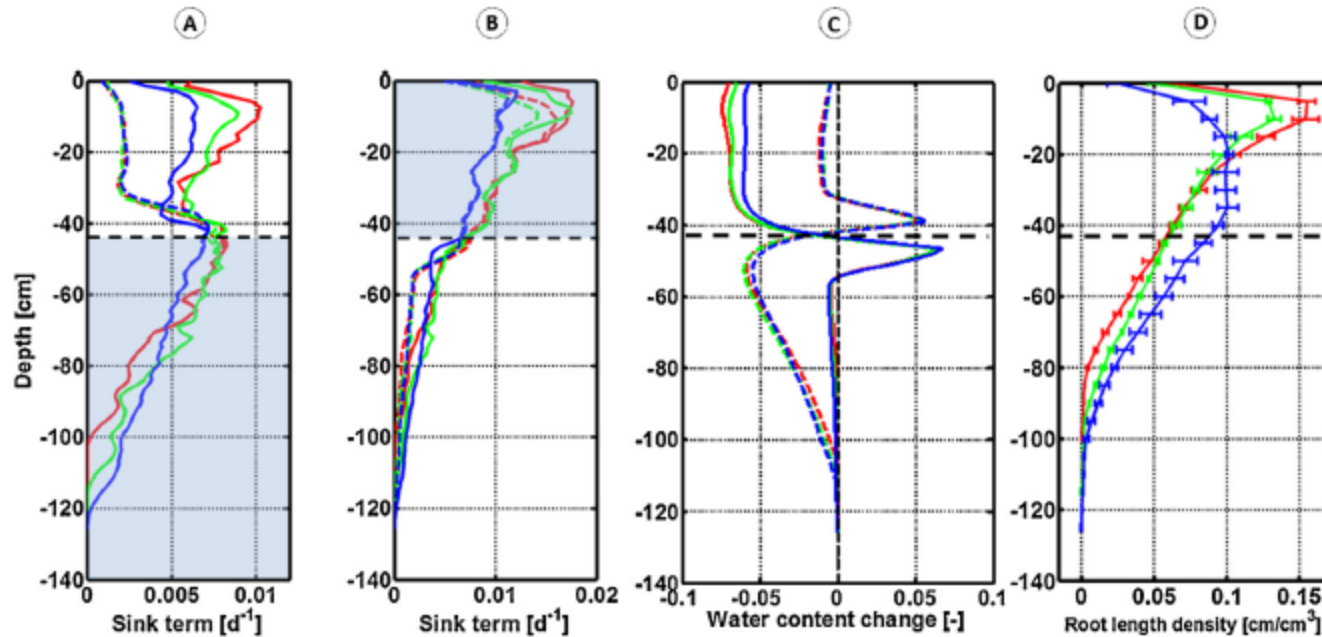 A B C D
0 0 0 0
-20 -20 -20 -20
-40 -40 -40 -40
-60 -60 -60 -60
-80 -80 -80 -80
-100 -100 -100 -100
-120 -120 -120 -120
-140 -140 -140 -140
Depth [cm]
0 0.005 0.01 0 0.01 0.02 -0.1 -0.05 0 0.05 0.1 0 0.05 0.1 0.15
Sink term [d⁻¹] Sink term [d⁻¹] Water content change [-] Root length density [cm/cm³]